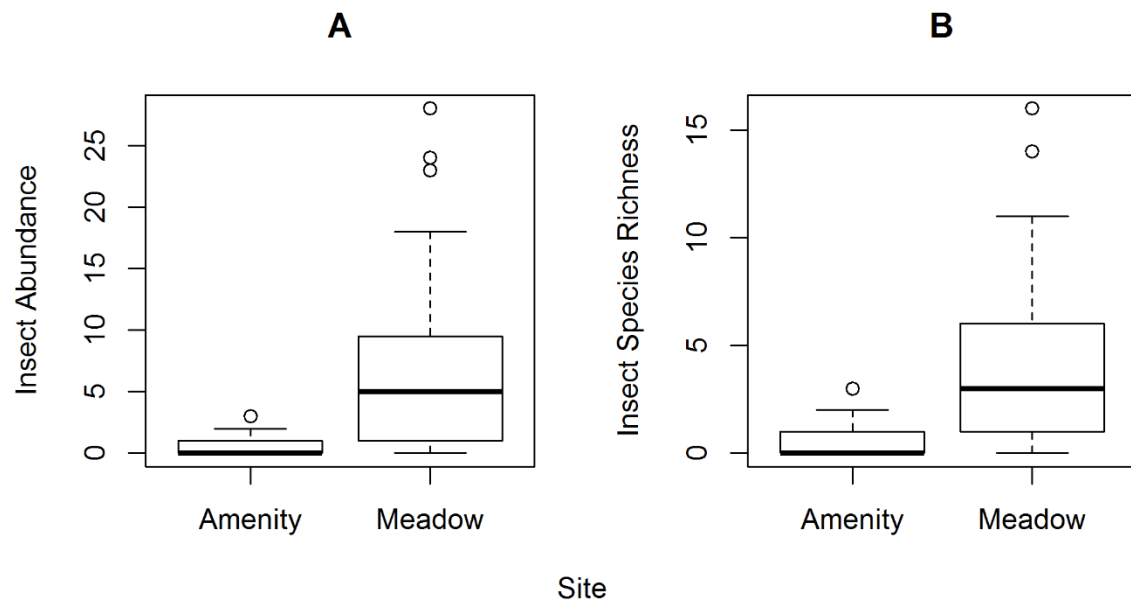 A
Insect Abundance
0
5
10
15
20
25
Amenity Meadow
B
Insect Species Richness
0
5
10
15
Amenity Meadow
Site